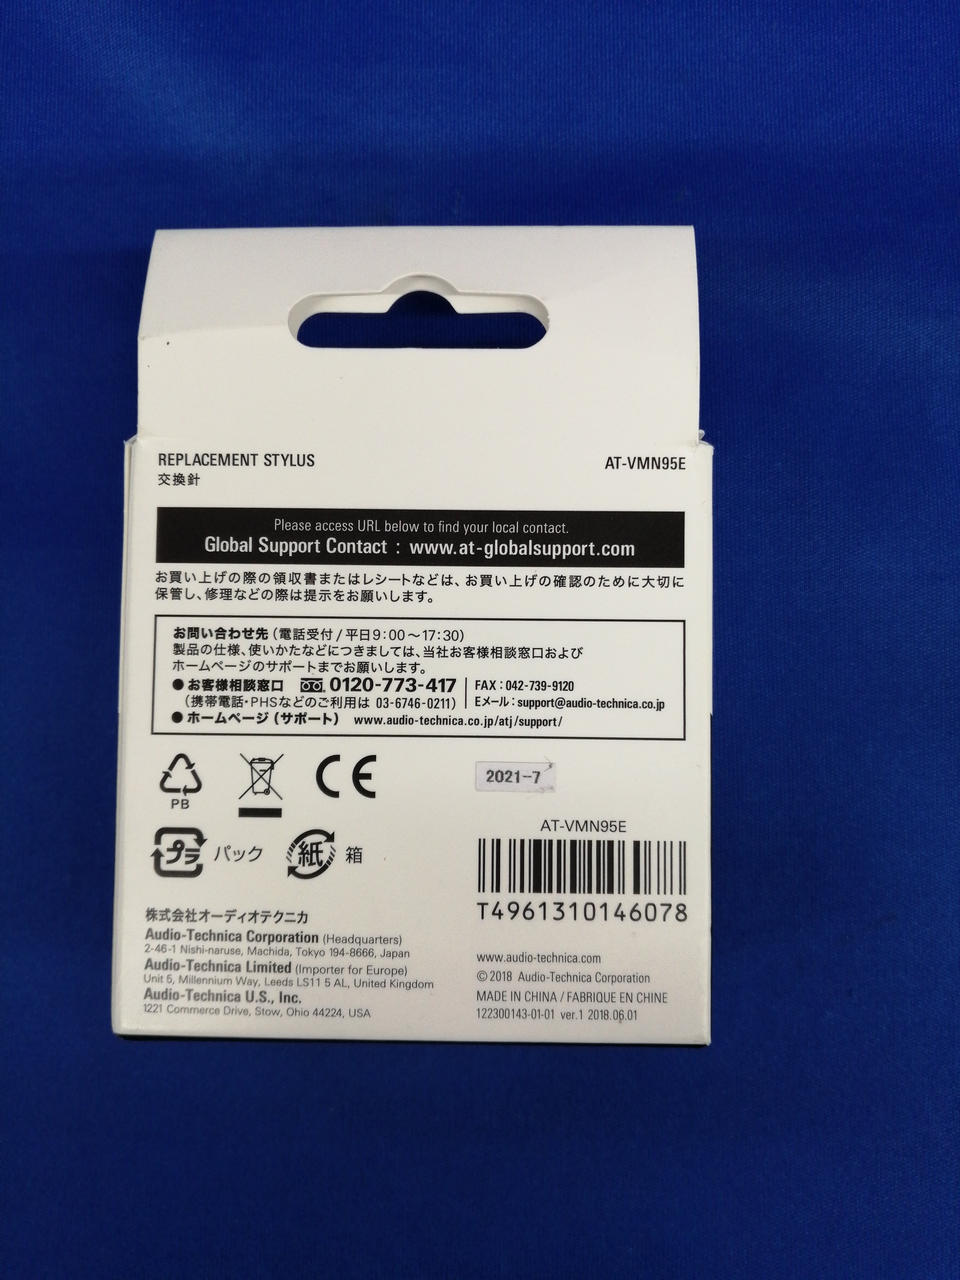 REPLACEMENT STYLUS
交換針
AT-VMN95E
Please access URL below to find your local contact.
Global Support Contact : www.at-globalsupport.com
お買い上げの際の領収書またはレシートなどは、お買い上げの確認のために大切に
保管し、修理などの際は提示をお願いします。
お問い合わせ先（電話受付/平日9:00～17:30）
製品の仕様、使いかたなどにつきましては、当社お客様相談窓口および
ホームページのサポートまでお願いします。
●お客様相談窓口 0120-773-417
（携帯電話・PHSなどのご利用は 03-6746-0211）
FAX：042-739-9120
Eメール：support@audio-technica.co.jp
●ホームページ（サポート） www.audio-technica.co.jp/atj/support/
PB
CE
2021-7
プラ パック
紙 箱
AT-VMN95E
T4961310146078
株式会社オーディオテクニカ
Audio-Technica Corporation (Headquarters)
2-46-1 Nishi-naruse, Machida, Tokyo 194-8666, Japan
Audio-Technica Limited (Importer for Europe)
Unit 5, Millennium Way, Leeds LS11 5 AL, United Kingdom
Audio-Technica U.S., Inc.
1221 Commerce Drive, Stow, Ohio 44224, USA
www.audio-technica.com
©2018 Audio-Technica Corporation
MADE IN CHINA / FABRIQUE EN CHINE
122300143-01-01 ver.1 2018.06.01